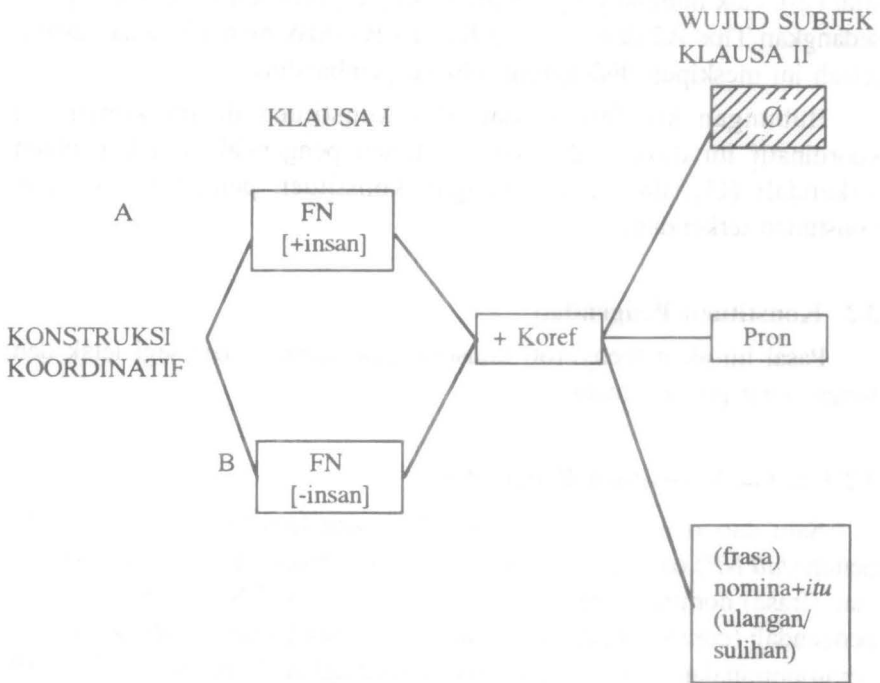 WUJUD SUBJEK
KLAUSA II
Ø
KLAUSA I
A
FN
[+insan]
KONSTRUKSI
KOORDINATIF
+ Koref
Pron
B
FN
[-insan]
(frasa)
nomina+itu
(ulangan/
sulihan)